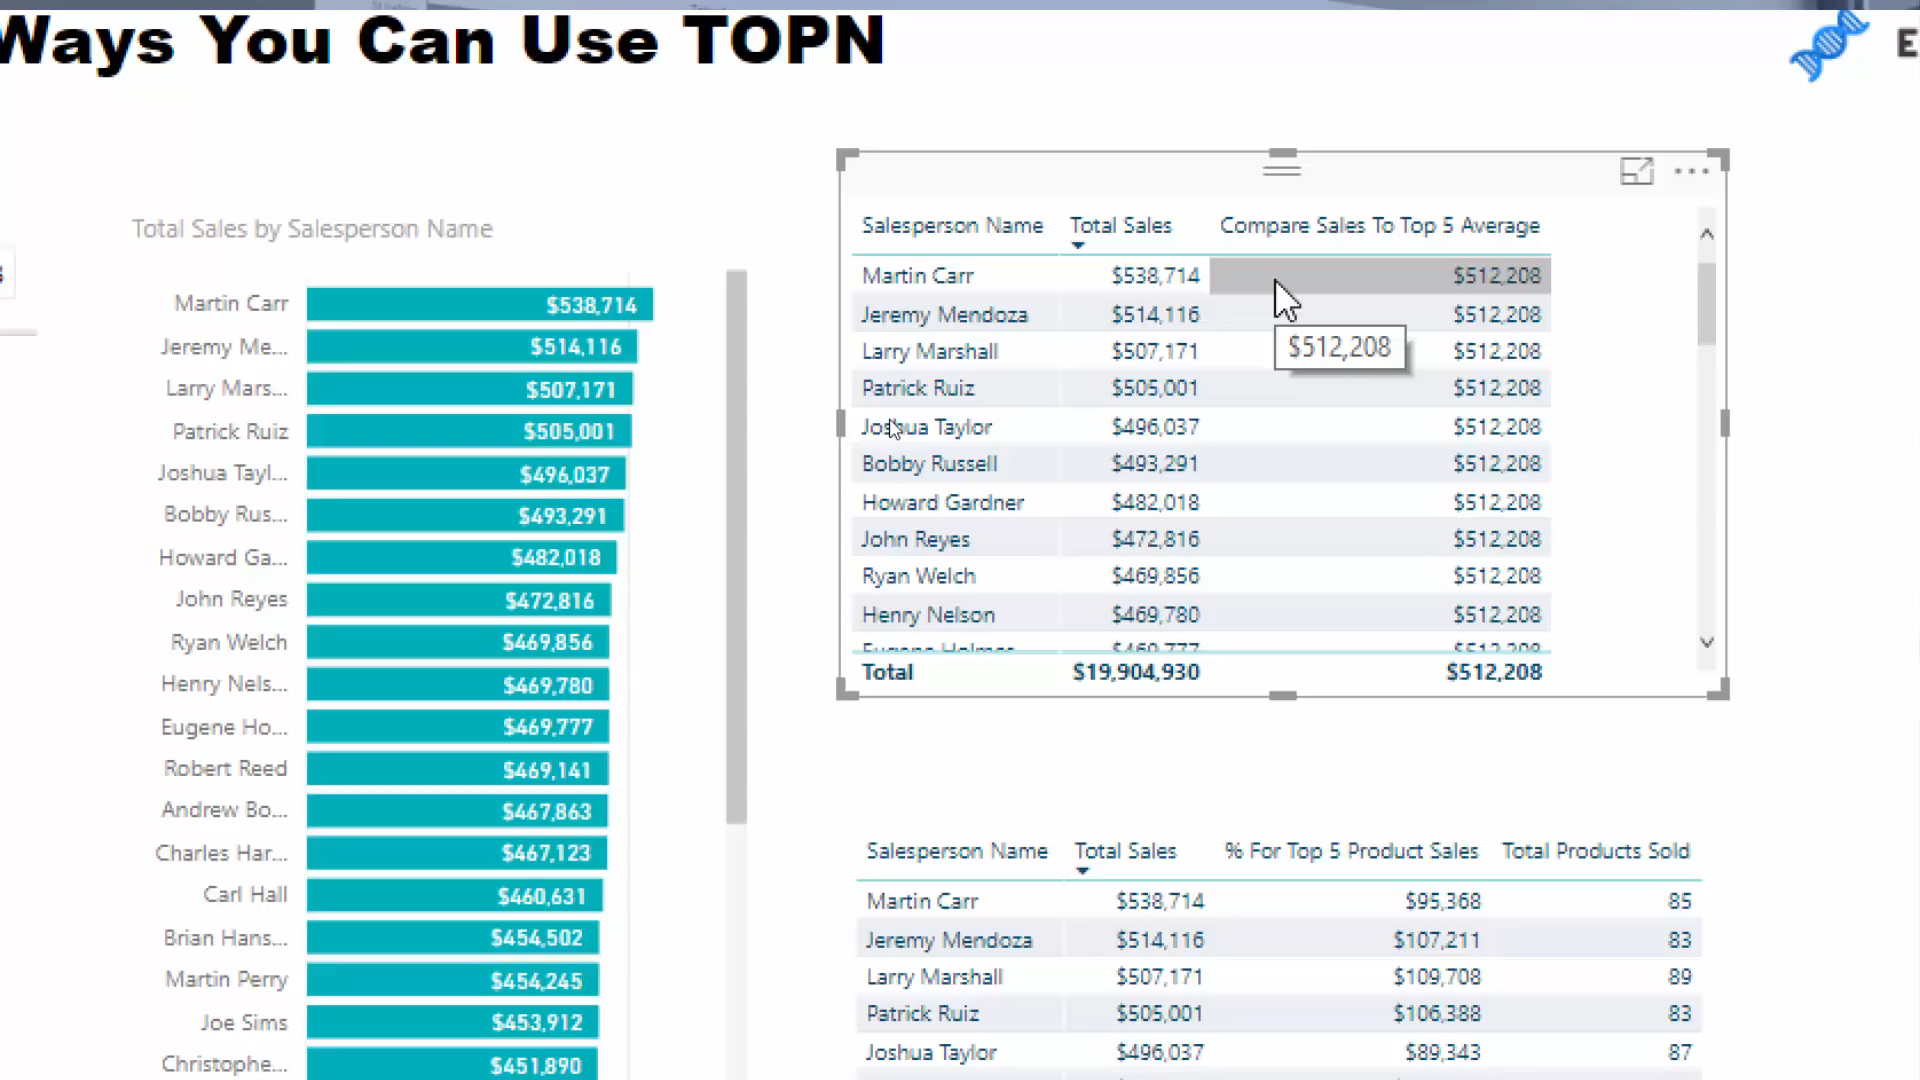 Ways You Can Use TOPN
E
Total Sales by Salesperson Name
Martin Carr $538,714
Jeremy Me... $514,116
Larry Mars... $507,171
Patrick Ruiz $505,001
Joshua Tayl... $496,037
Bobby Rus... $493,291
Howard Ga... $482,018
John Reyes $472,816
Ryan Welch $469,856
Henry Nels... $469,780
Eugene Ho... $469,777
Robert Reed $469,141
Andrew Bo... $467,863
Charles Har... $467,123
Carl Hall $460,631
Brian Hans... $454,502
Martin Perry $454,245
Joe Sims $453,912
Christophe... $451,890
Salesperson Name Total Sales Compare Sales To Top 5 Average
Martin Carr $538,714 $512,208
Jeremy Mendoza $514,116 $512,208
$512,208
Larry Marshall $507,171 $512,208
Patrick Ruiz $505,001 $512,208
Joshua Taylor $496,037 $512,208
Bobby Russell $493,291 $512,208
Howard Gardner $482,018 $512,208
John Reyes $472,816 $512,208
Ryan Welch $469,856 $512,208
Henry Nelson $469,780 $512,208
Eugene Holmes $469,777 $512,208
Total $19,904,930 $512,208
Salesperson Name Total Sales % For Top 5 Product Sales Total Products Sold
Martin Carr $538,714 $95,368 85
Jeremy Mendoza $514,116 $107,211 83
Larry Marshall $507,171 $109,708 89
Patrick Ruiz $505,001 $106,388 83
Joshua Taylor $496,037 $89,343 87